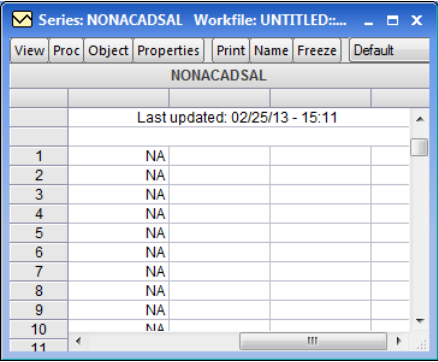 Series: NONACADSAL Workfile: UNTITLED::...
View Proc Object Properties Print Name Freeze Default
NONACADSAL
Last updated: 02/25/13 - 15:11
1 NA
2 NA
3 NA
4 NA
5 NA
6 NA
7 NA
8 NA
9 NA
10 NA
11